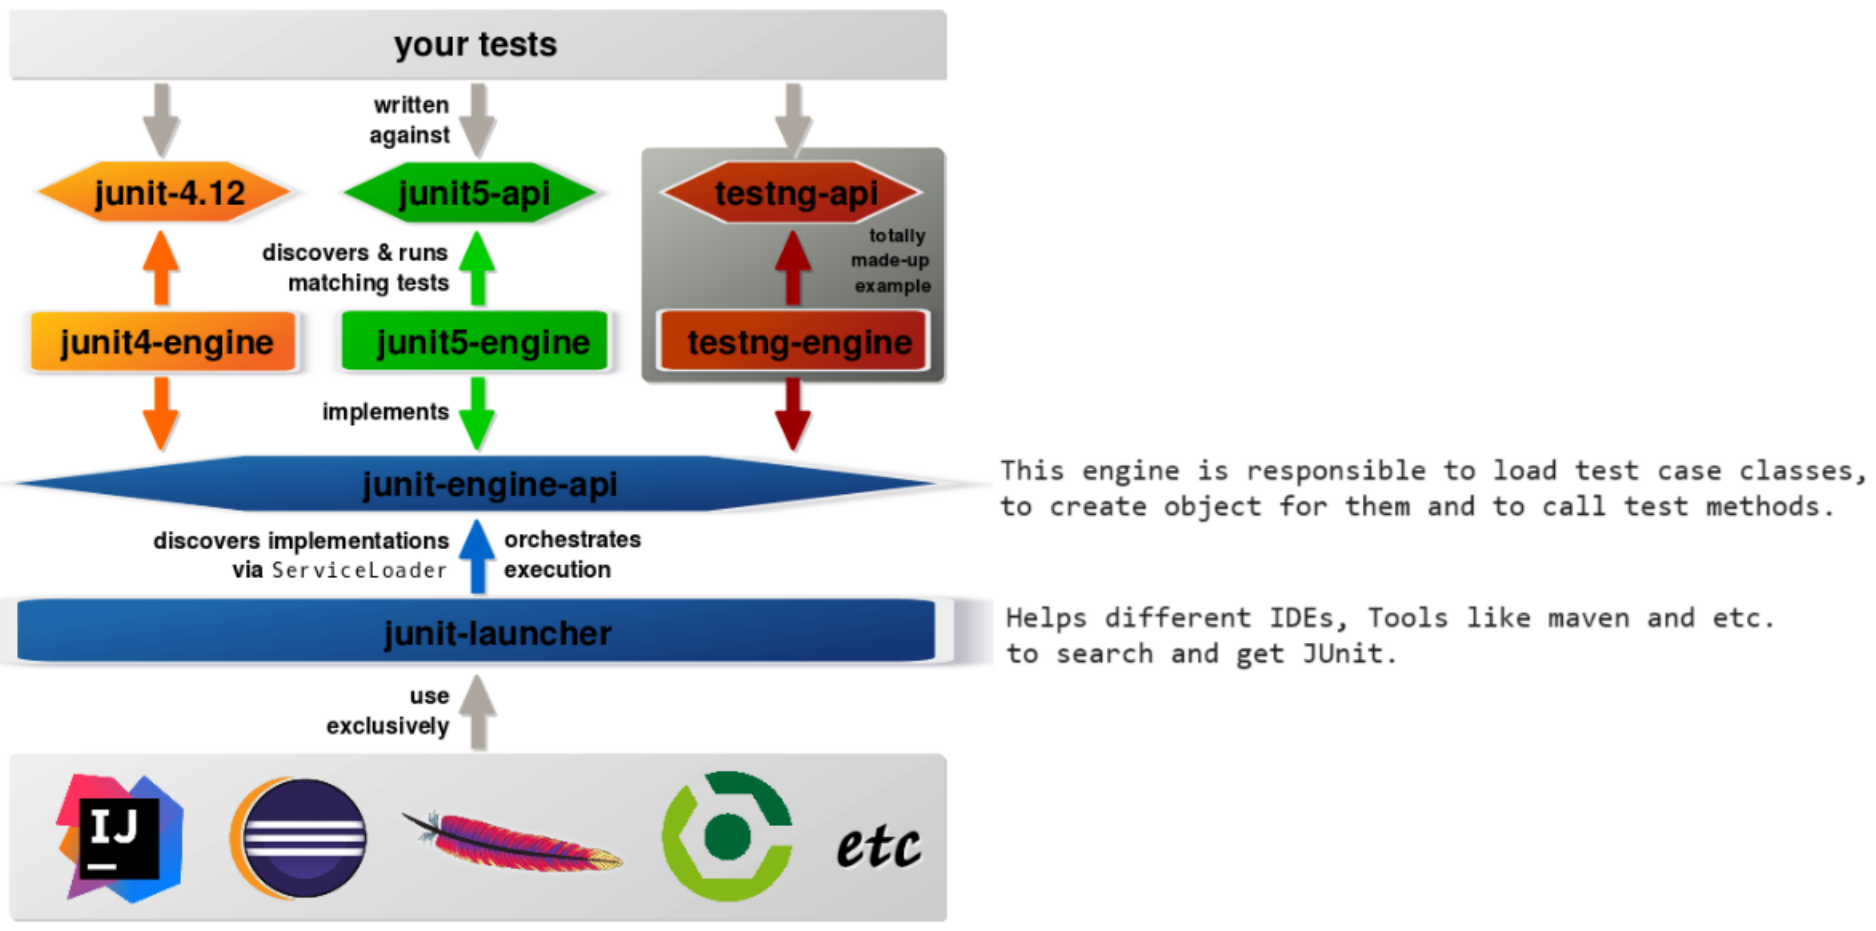 your tests
written
against
junit-4.12
junit5-api
testng-api
discovers & runs
matching tests
totally
made-up
example
junit4-engine
junit5-engine
testng-engine
implements
junit-engine-api
This engine is responsible to load test case classes,
to create object for them and to call test methods.
discovers implementations
via ServiceLoader
orchestrates
execution
junit-launcher
Helps different IDEs, Tools like maven and etc.
to search and get JUnit.
use
exclusively
IJ
etc